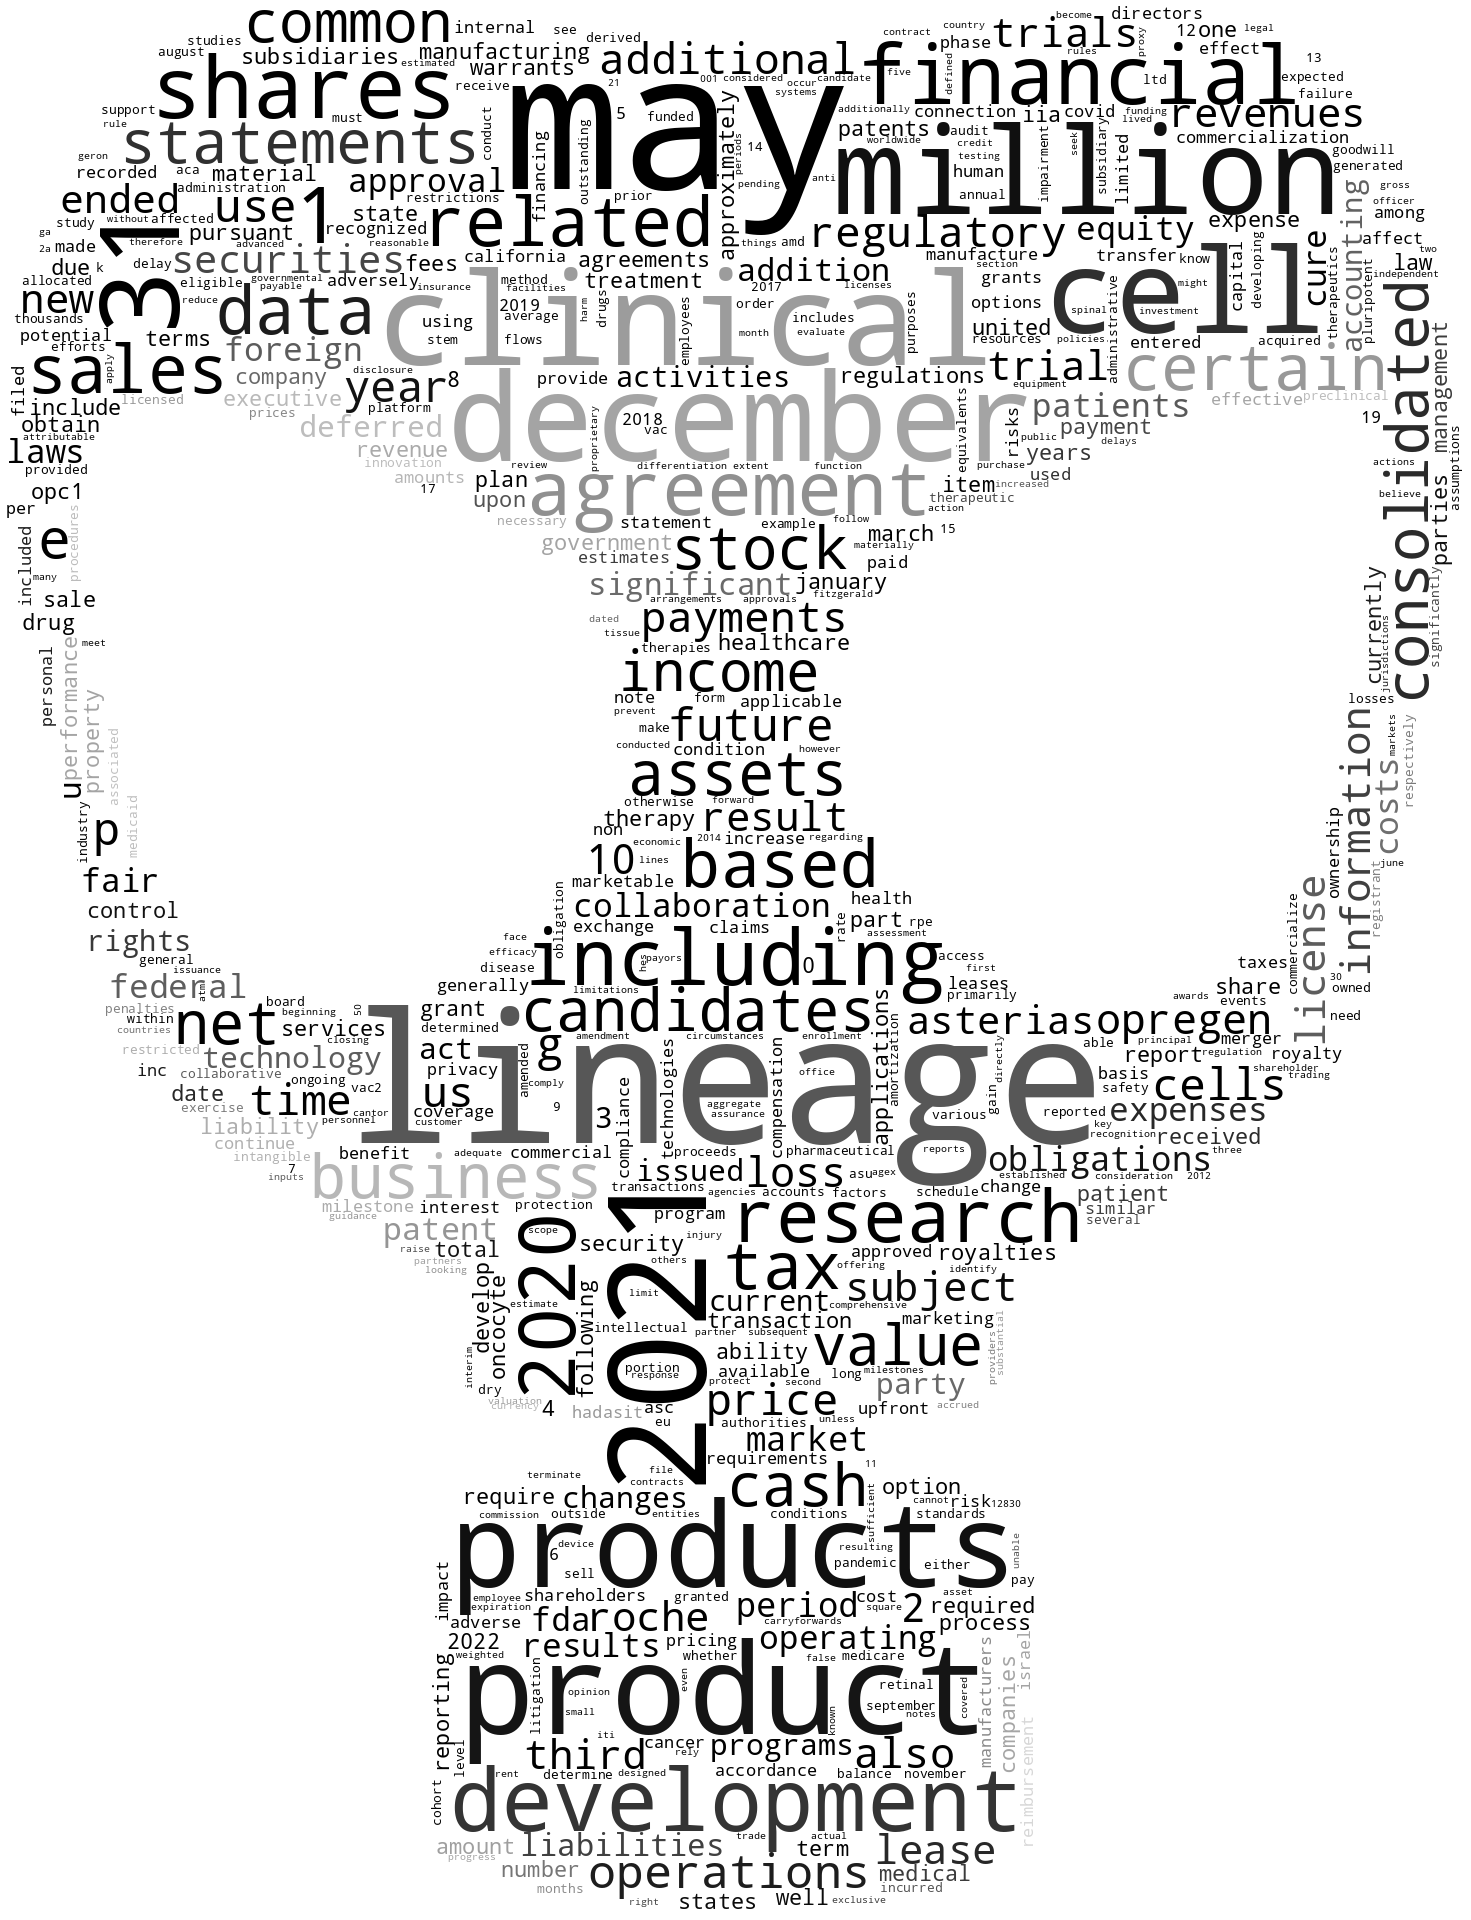 common internal see derived country become directors
studies august subsidiaries estimated manufacturing warrants additional phase contract trials proxy 12 one legal
shares receive 21 001 considered occur candidate systems five financial defined rules ltd effect 13 expected failure
support rule must may 5 funded additionally connection iia covid funding lived revenues
statements conduct financing outstanding approximately periods 14 patents worldwide audit credit testing seek subsidiary commercialization goodwill
geron recorded aca material approval pending anti million human annual impairment limited generated
administration restrictions prior gross
ended use 1 state related things amd regulatory equity expense accounting officer among
study without affected pursuant recognized
ga 2a made therefore advanced reasonable california agreements manufacture transfer know affect two
due k delay securities fees method treatment addition section grants cure law independent
allocated eligible governmental payable adversely insurance facilities 2017 licenses options capital developing might therapeutics pluripotent
new 31 reduce data clinical 2019 harm drugs order purposes cell spinal investment
thousands potential using average month includes united
efforts terms foreign stem flows employees evaluate resources policies administrative entered acquired
sales apply company disclosure year 8 provide activities regulations trial certain consolidated management
filed include licensed executive platform equipment effective preclinical
obtain prices deferred december 2018 vac patients 19
laws attributable revenue proprietary equivalents risks public payment delays parties assumptions
provided innovation amounts review differentiation extent function purchase years actions
opc1 17 plan agreement item increased used believe
per procedures upon therapeutic action
necessary statement example follow march 15
e government estimates stock materially paid
included many significant january currently significantly
sale arrangements approvals fitzgerald
drug dated payments jurisdictions
meet tissue therapies healthcare
personal performance income
property note form applicable losses
prevent make future information markets respectively
conducted condition however
associated assets costs
u otherwise forward
industry medicaid therapy result
p non economic 2014 increase regarding ownership
10 lines based june
fair marketable license registrant
control obligation collaboration health
rights exchange claims rate part rpe
general face efficacy including assessment commercialize
issuance disease hes payors 0 access first taxes
federal atml generally limitations leases share 30 owned
penalties board 50 grant candidates primarily awards events
within net beginning services determined amendment circumstances enrollment applications amortization asterias opregen need
countries closing principal merger
restricted technology act g able report regulation royalty
inc collaborative ongoing privacy amended technologies compensation office directly basis shareholder trading
date vac2 us comply lineage safety cells
exercise time cantor coverage 9 3 aggregate assurance various gain reported expenses
liability personnel customer compliance key
continue recognition received
intangible benefit adequate commercial proceeds pharmaceutical reports obligations three
7 inputs business issued loss asu agex established consideration 2012
milestone interest protection transactions agencies accounts factors schedule change patient
guidance patent scope program research similar several
raise total security injury approved royalties
partners looking others tax offering identify
develop estimate limit subject
oncocyte 2020 following 2021 current comprehensive
intellectual transaction marketing
partner subsequent value providers substantial
interim portion response ability milestones
dry available long party
valuation currency protect second
4 hadasit asc price upfront accrued
eu authorities unless
market
requirements
terminate file contracts cash 11
require changes option cannot risk 12830
commission outside entities conditions sufficient standards
products
6 device resulting unable
sell pandemic either
impact employee shareholders granted cost asset pay
expiration period square 2 required
adverse fda roche carryforwards process
2022 results pricing operating
weighted whether false medicare manufacturers companies israel
reporting litigation opinion product even retinal covered
small september notes
iti known
level third cancer rely programs also
rent determine designed accordance balance november
cohort development reimbursement
amount liabilities trade actual term lease
progress number operations medical
months incurred
right states well exclusive